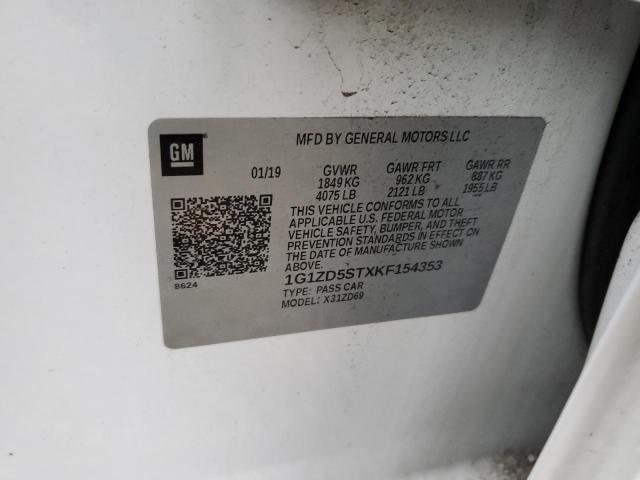 GM
MFD BY GENERAL MOTORS LLC
01/19 GVWR GAWR FRT GAWR RR
1849 KG 962 KG 887 KG
4075 LB 2121 LB 1955 LB
THIS VEHICLE CONFORMS TO ALL
APPLICABLE U.S. FEDERAL MOTOR
VEHICLE SAFETY, BUMPER, AND THEFT
PREVENTION STANDARDS IN EFFECT ON THE
DATE OF MANUFACTURE SHOWN ABOVE.
8624
1G1ZD5STXKF154353
TYPE: PASS CAR
MODEL: X31ZD69